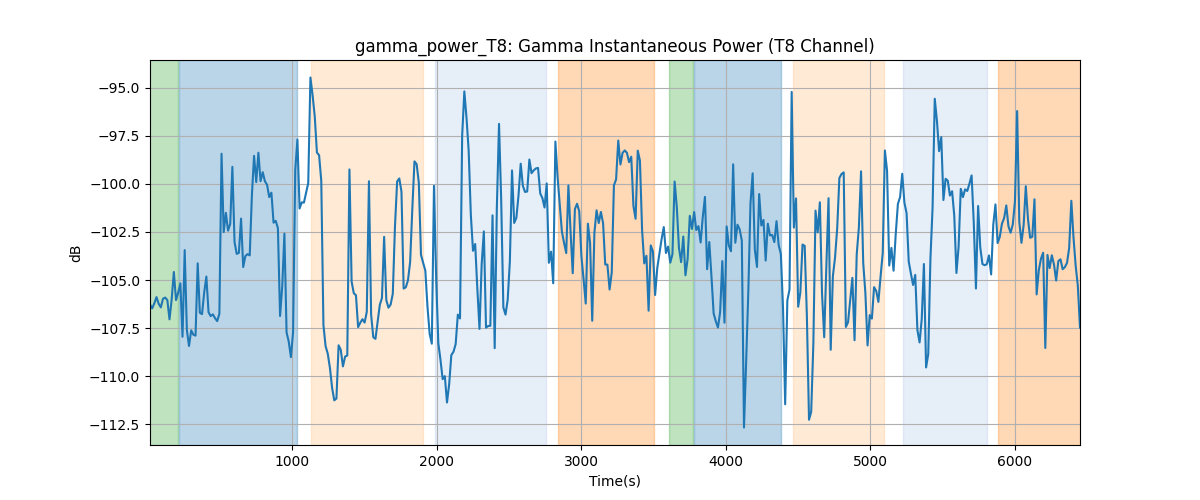 gamma_power_T8: Gamma Instantaneous Power (T8 Channel)
−95.0
−97.5
−100.0
−102.5
−105.0
−107.5
−110.0
−112.5
dB
1000 2000 3000 4000 5000 6000
Time(s)